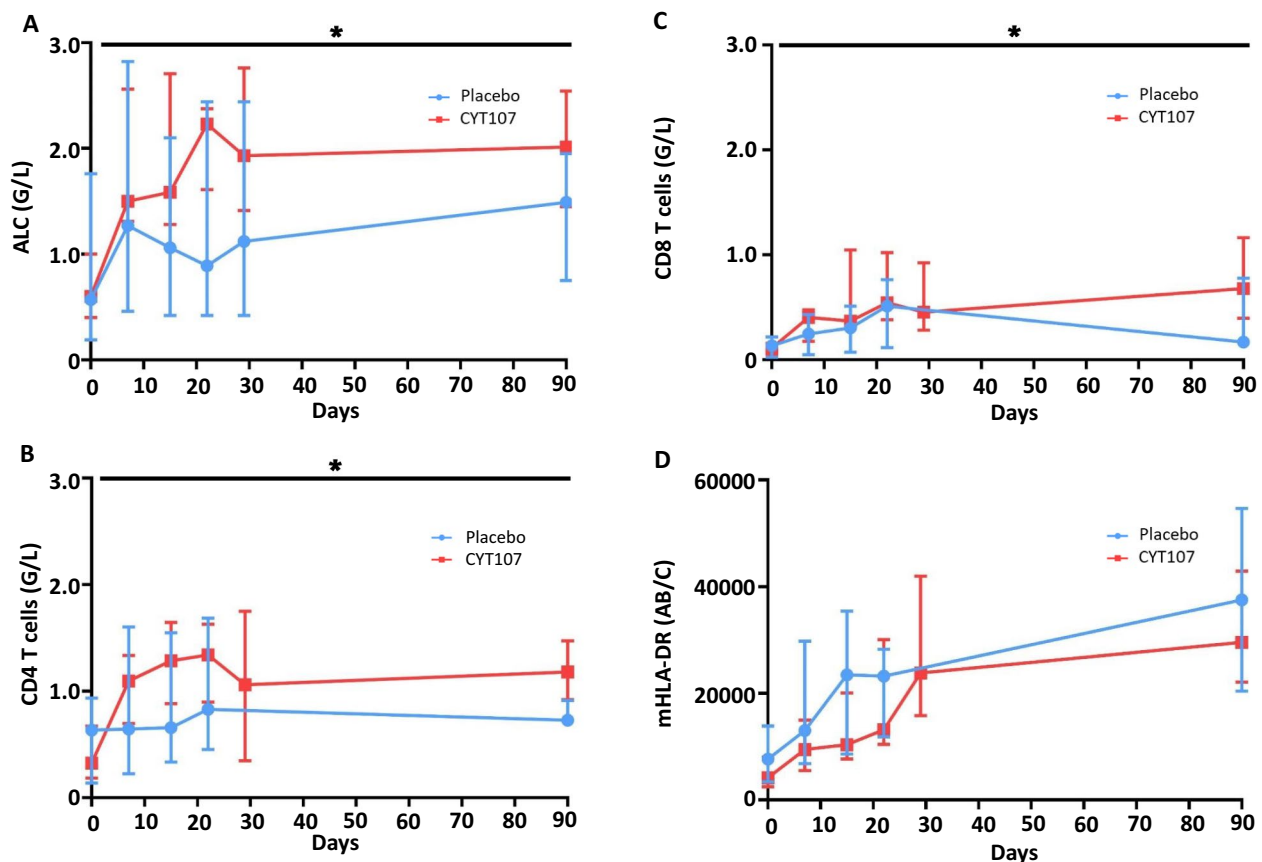 A
*
3.0
2.0
1.0
0
ALC (G/L)
Placebo
CYT107
0 10 20 30 40 50 60 70 80 90
Days
C
*
3.0
2.0
1.0
0
CD8 T cells (G/L)
Placebo
CYT107
0 10 20 30 40 50 60 70 80 90
Days
B
*
3.0
2.0
1.0
0
CD4 T cells (G/L)
Placebo
CYT107
0 10 20 30 40 50 60 70 80 90
Days
D
60000
40000
20000
0
mHLA-DR (AB/C)
Placebo
CYT107
0 10 20 30 40 50 60 70 80 90
Days